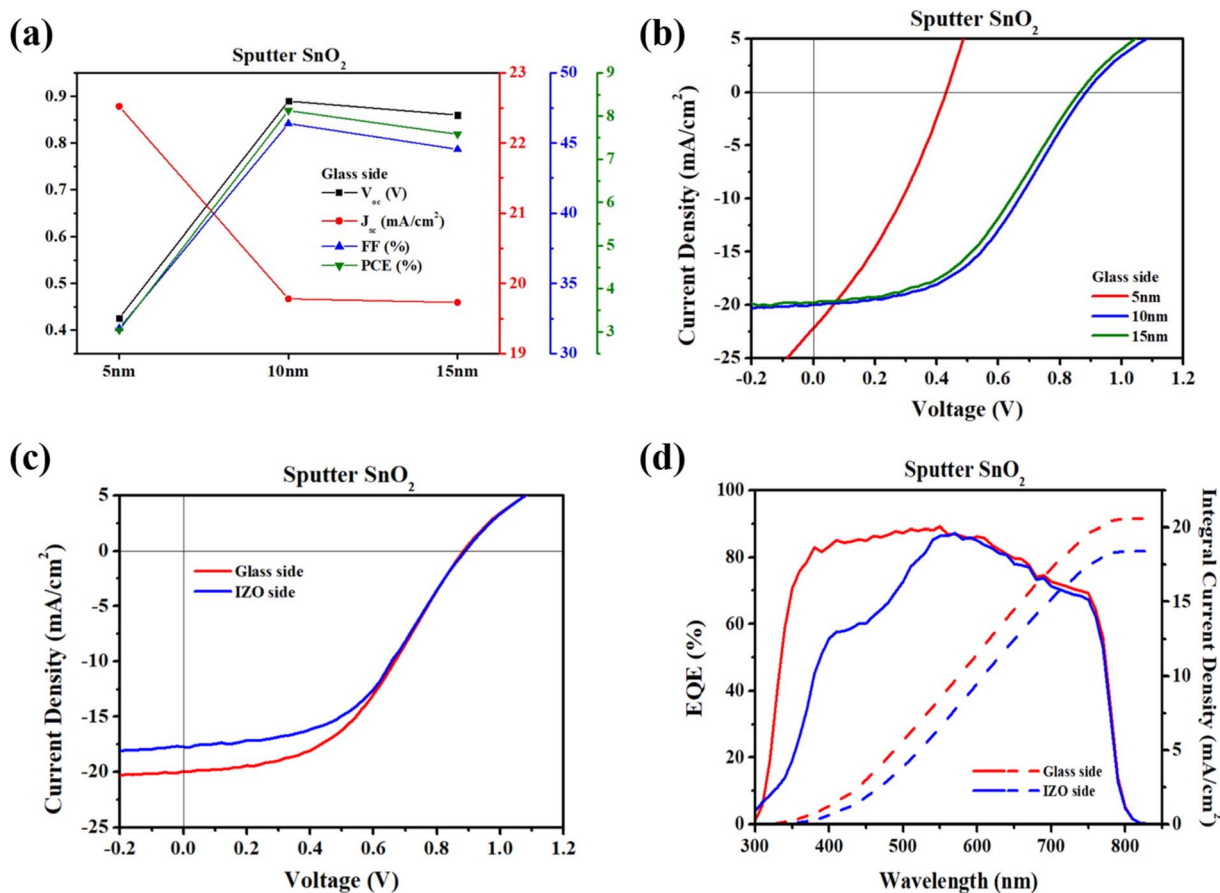 (a)
Sputter SnO₂
0.9
0.8
0.7
0.6
0.5
0.4
5nm 10nm 15nm
23
22
21
20
19
50
45
40
35
30
9
8
7
6
5
4
3
Glass side
V_oc (V)
J_sc (mA/cm²)
FF (%)
PCE (%)
(b)
Sputter SnO₂
Current Density (mA/cm²)
5
0
-5
-10
-15
-20
-25
-0.2 0.0 0.2 0.4 0.6 0.8 1.0 1.2
Voltage (V)
Glass side
5nm
10nm
15nm
(c)
Sputter SnO₂
Current Density (mA/cm²)
5
0
-5
-10
-15
-20
-25
-0.2 0.0 0.2 0.4 0.6 0.8 1.0 1.2
Voltage (V)
Glass side
IZO side
(d)
Sputter SnO₂
EQE (%)
100
80
60
40
20
0
300 400 500 600 700 800
Wavelength (nm)
Integral Current Density (mA/cm²)
20
15
10
5
0
Glass side
IZO side